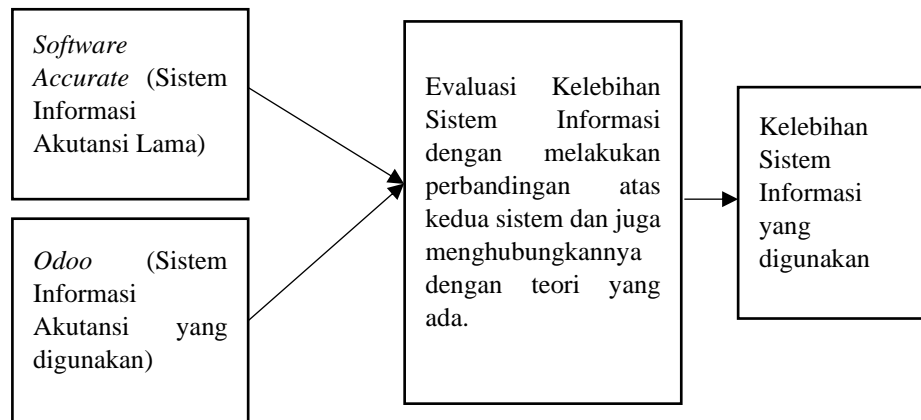 Software
Accurate (Sistem
Informasi
Akutansi Lama)
Odoo (Sistem
Informasi
Akutansi yang
digunakan)
Evaluasi Kelebihan
Sistem Informasi
dengan melakukan
perbandingan atas
kedua sistem dan juga
menghubungkannya
dengan teori yang
ada.
Kelebihan
Sistem
Informasi
yang
digunakan